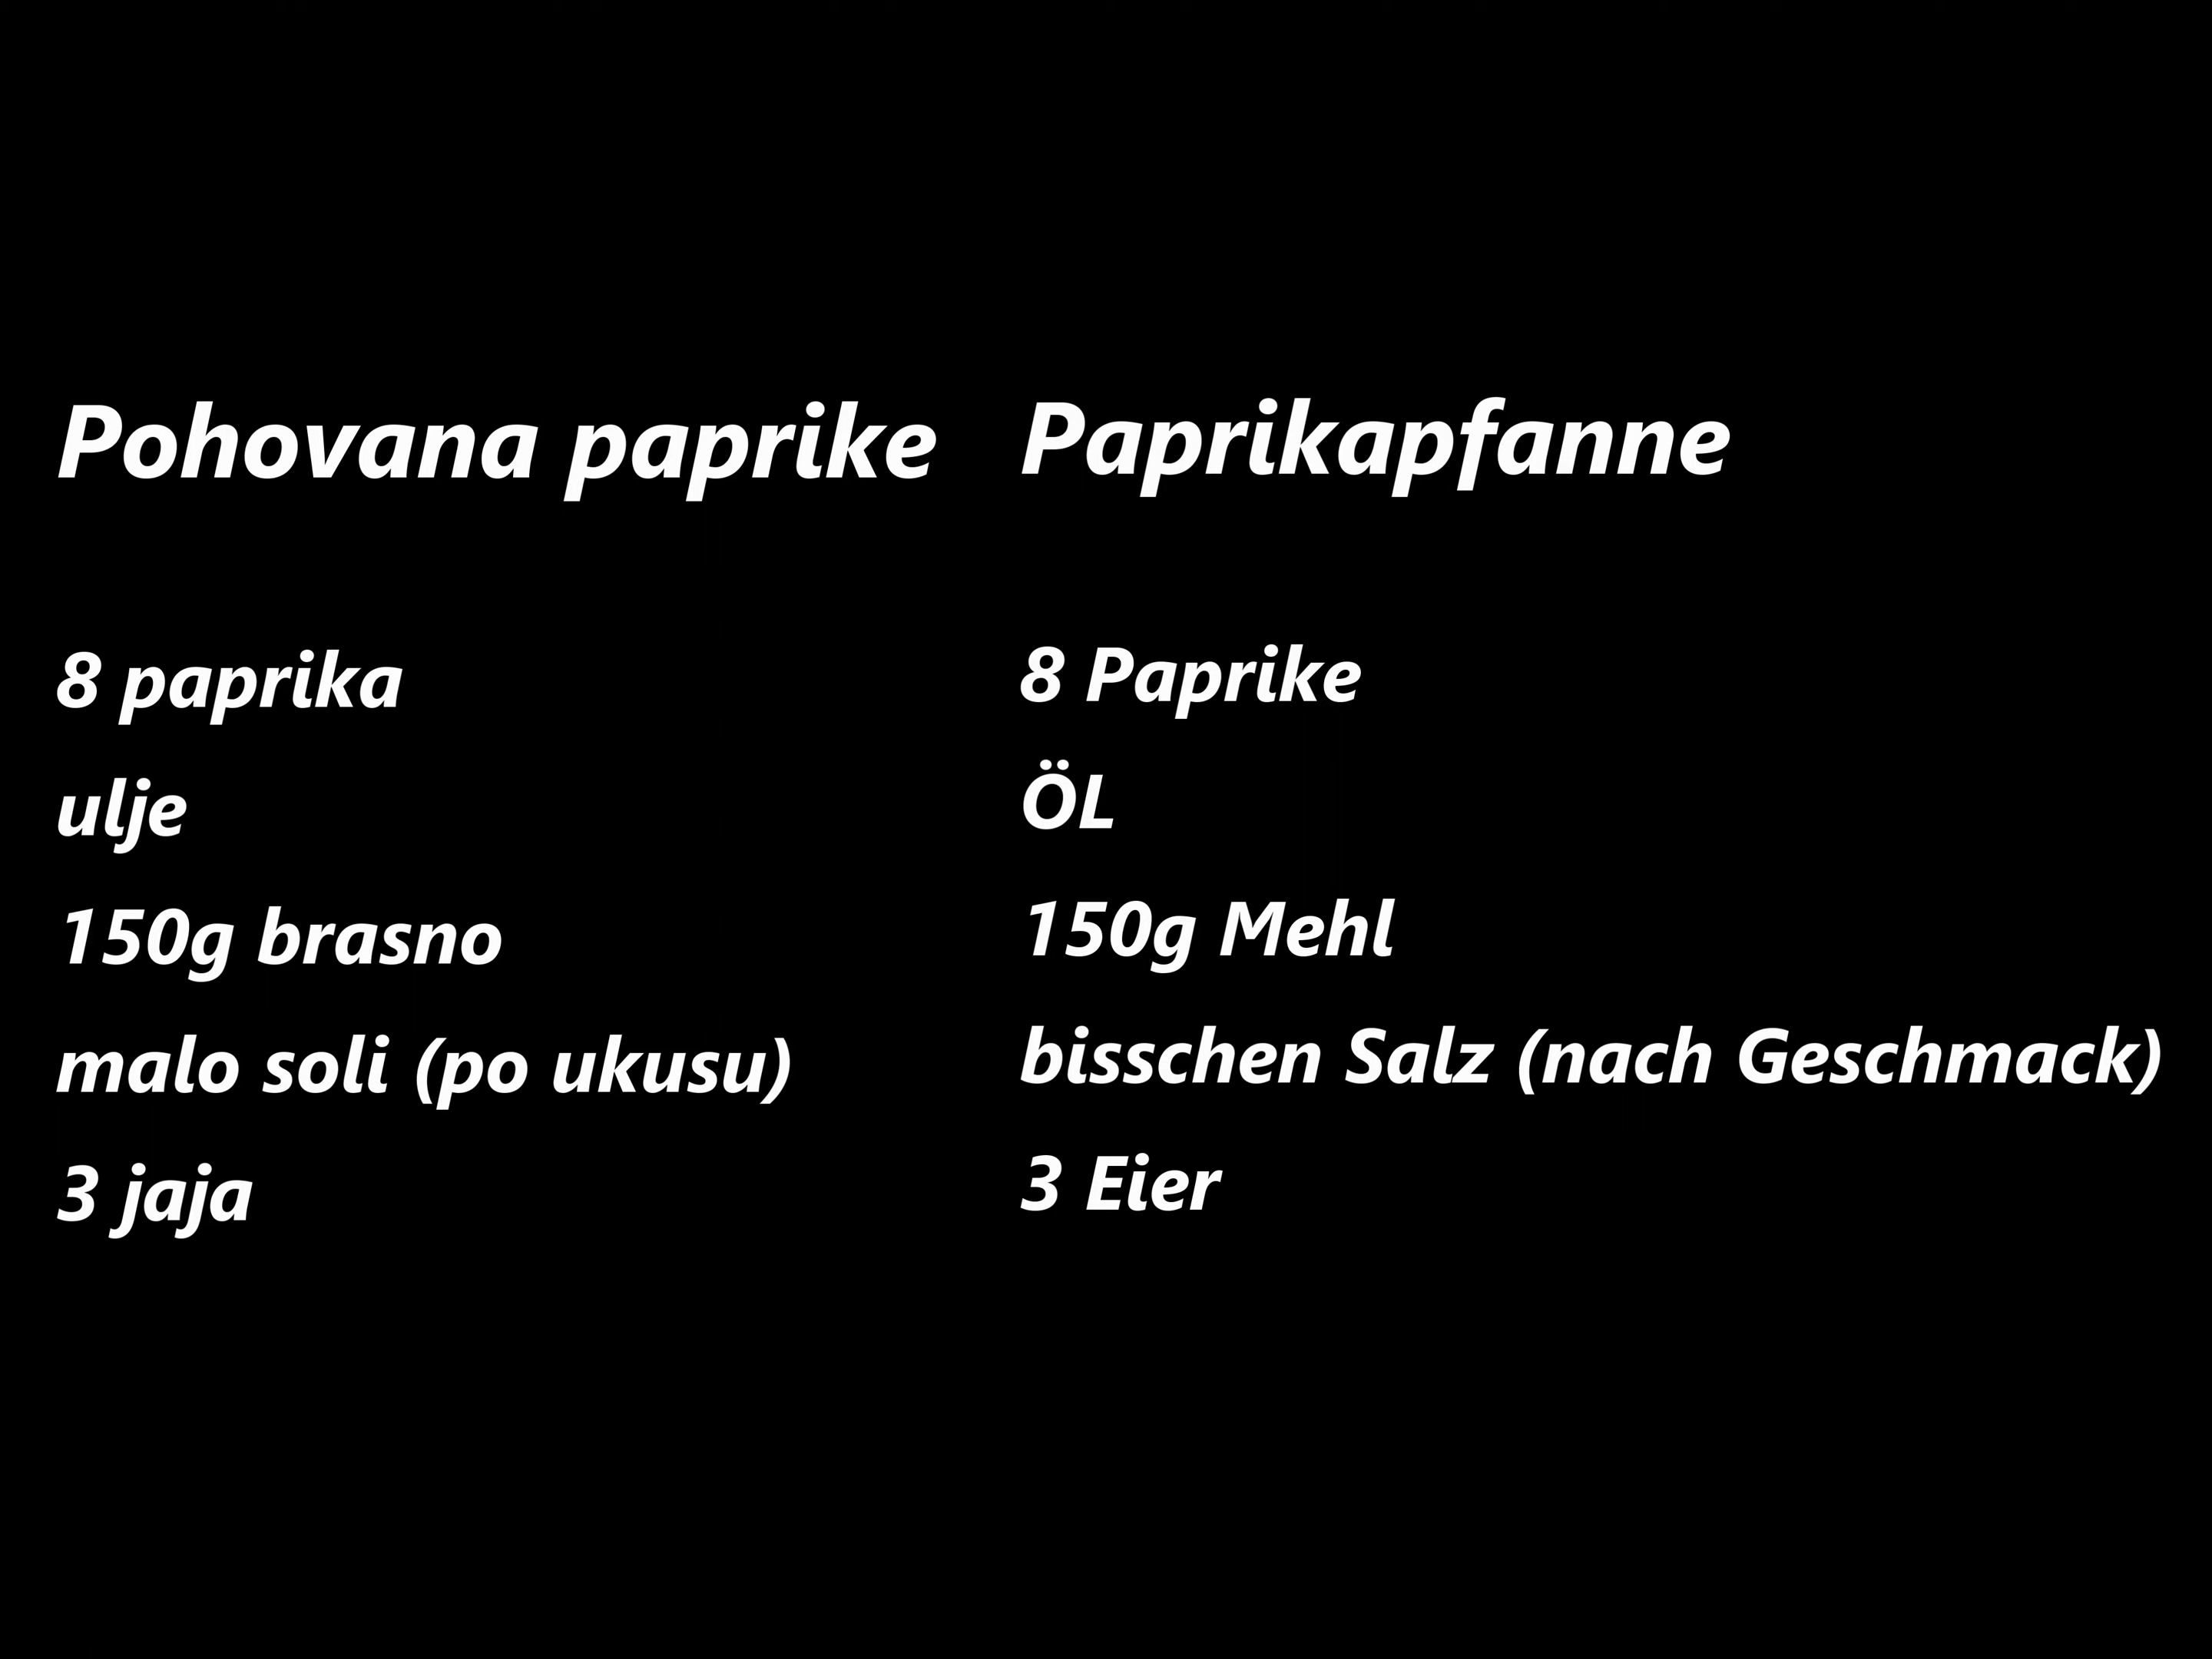 Pohovana paprike
8 paprika
ulje
150g brasno
malo soli (po ukusu)
3 jaja
Paprikapfanne
8 Paprike
ÖL
150g Mehl
bisschen Salz (nach Geschmack)
3 Eier